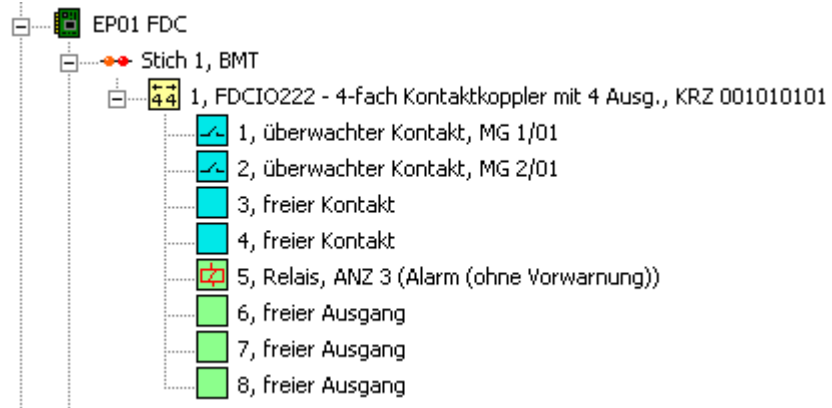 EP01 FDC
Stich 1, BMT
44 1, FDCIO222 - 4-fach Kontaktkoppler mit 4 Ausg., KRZ 001010101
1, überwachter Kontakt, MG 1/01
2, überwachter Kontakt, MG 2/01
3, freier Kontakt
4, freier Kontakt
5, Relais, ANZ 3 (Alarm (ohne Vorwarnung))
6, freier Ausgang
7, freier Ausgang
8, freier Ausgang